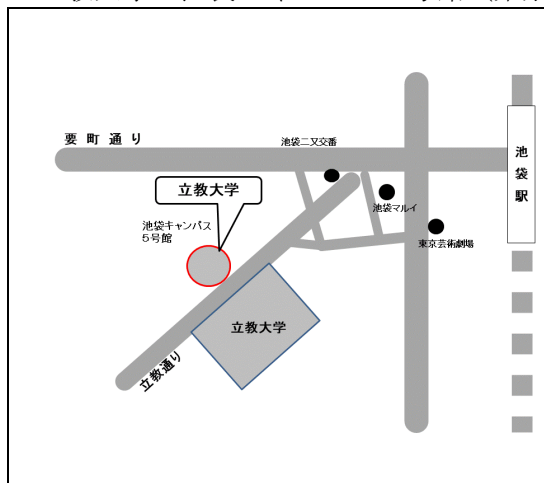 要町通り
池袋二又交番
池袋駅
立教大学
池袋マルイ
池袋キャンパス
5号館
東京芸術劇場
立教大学
立教通り